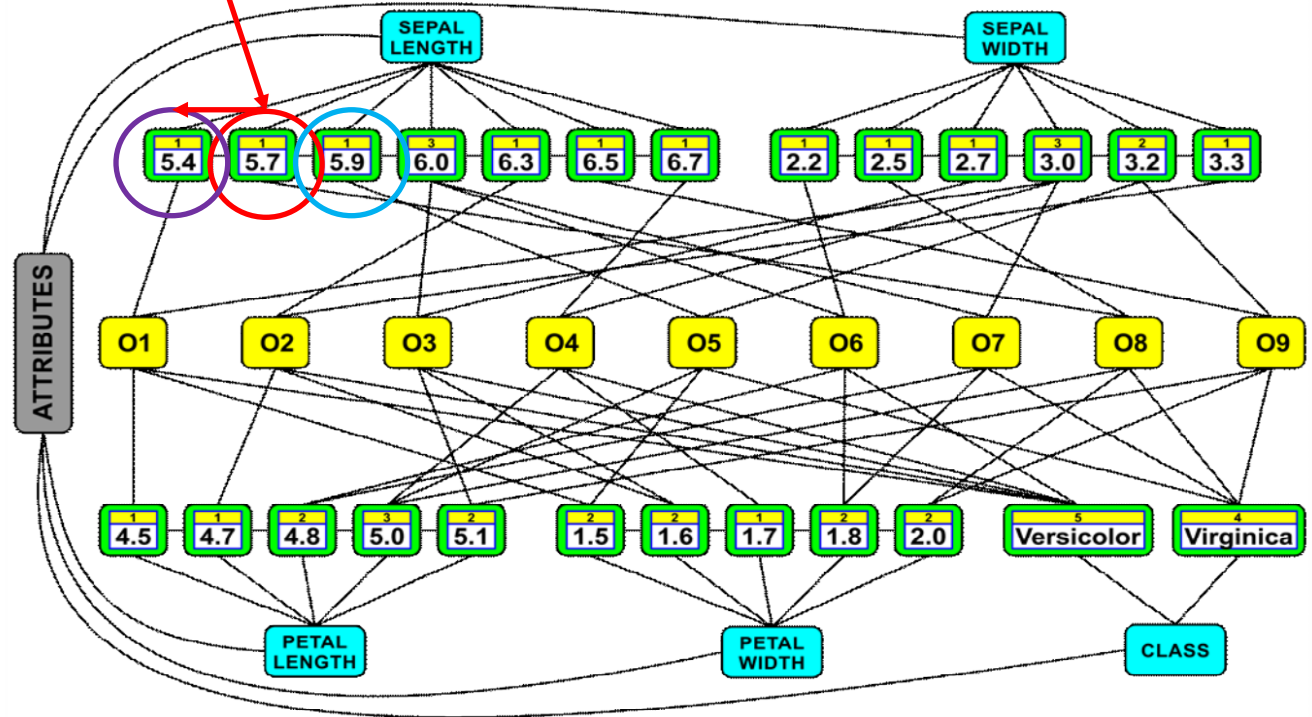 SEPAL
LENGTH
SEPAL
WIDTH
1 1 1 3 1 1 1 1 1 1 3 2 1
5.4 5.7 5.9 6.0 6.3 6.5 6.7 2.2 2.5 2.7 3.0 3.2 3.3
ATTRIBUTES
O1 O2 O3 O4 O5 O6 O7 O8 O9
1 1 2 3 2 2 2 1 2 2 5 4
4.5 4.7 4.8 5.0 5.1 1.5 1.6 1.7 1.8 2.0 Versicolor Virginica
PETAL
LENGTH
PETAL
WIDTH
CLASS